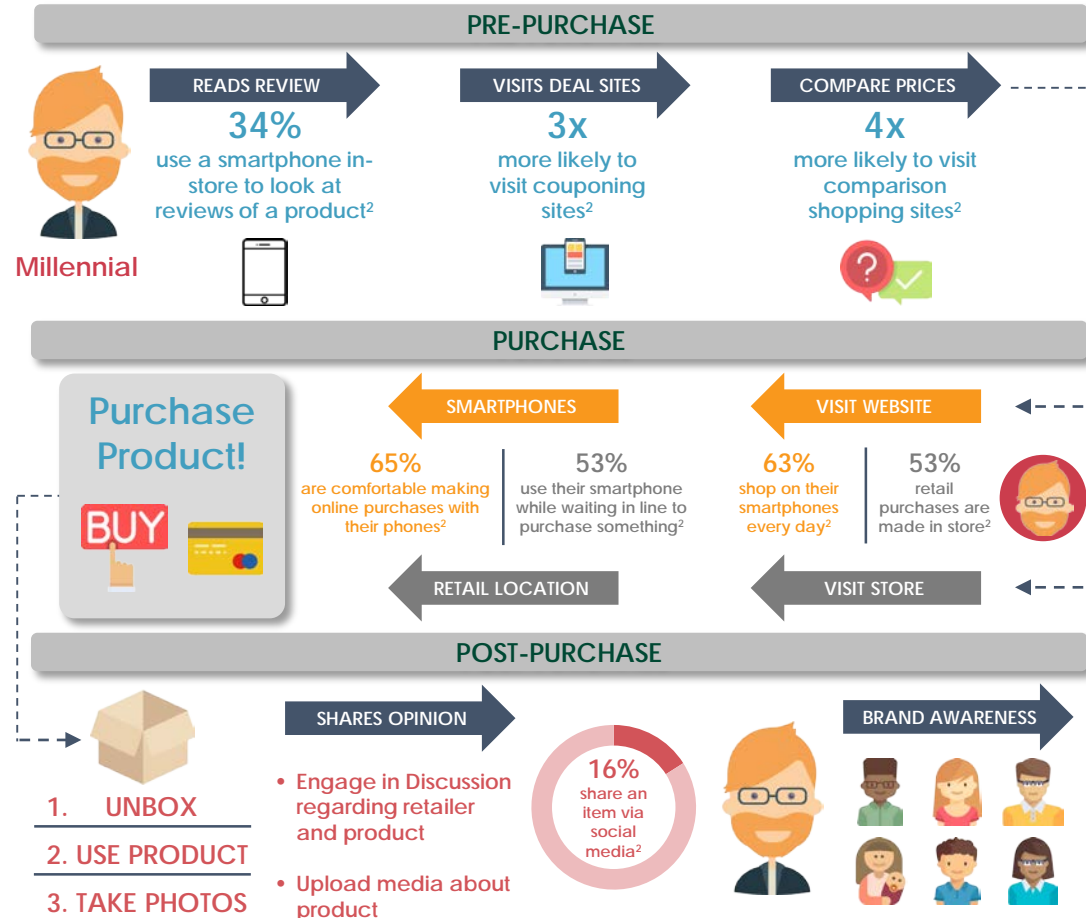 PRE-PURCHASE
READS REVIEW
34%
use a smartphone in-
store to look at
reviews of a product²
VISITS DEAL SITES
3x
more likely to
visit couponing
sites²
COMPARE PRICES
4x
more likely to visit
comparison
shopping sites²
Millennial
?
PURCHASE
Purchase
Product!
BUY
SMARTPHONES
65%
are comfortable making
online purchases with
their phones²
53%
use their smartphone
while waiting in line to
purchase something²
RETAIL LOCATION
VISIT WEBSITE
63%
shop on their
smartphones
every day²
53%
retail
purchases are
made in store²
VISIT STORE
POST-PURCHASE
1. UNBOX
2. USE PRODUCT
3. TAKE PHOTOS
SHARES OPINION
• Engage in Discussion
regarding retailer
and product
• Upload media about
product
16%
share an
item via
social
media²
BRAND AWARENESS